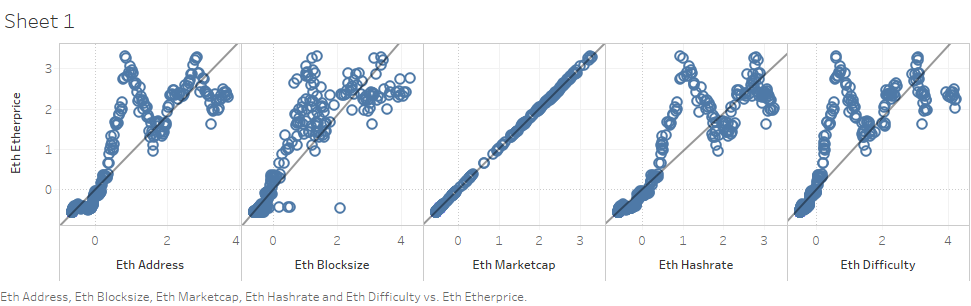 Sheet 1
Eth Etherprice
3
2
1
0
0 2 4 0 2 4 0 1 2 3 0 1 2 3 0 2 4
Eth Address Eth Blocksize Eth Marketcap Eth Hashrate Eth Difficulty
Eth Address, Eth Blocksize, Eth Marketcap, Eth Hashrate and Eth Difficulty vs. Eth Etherprice.